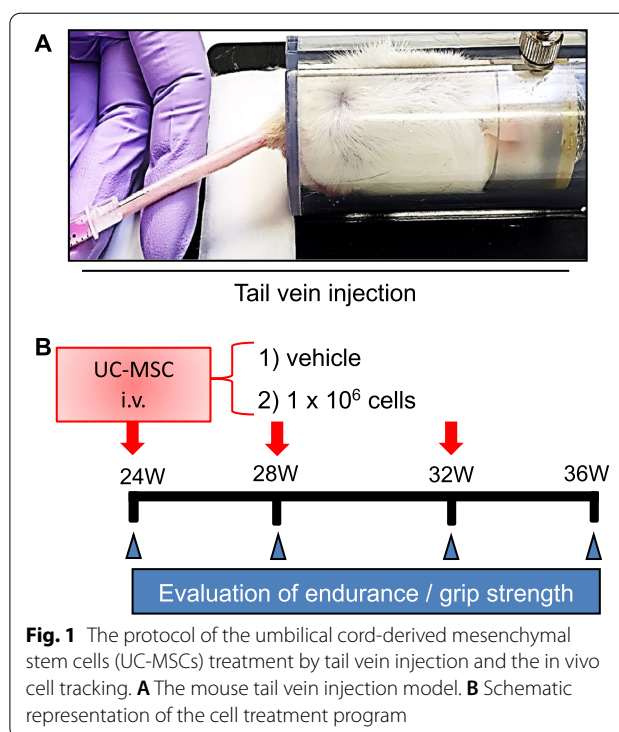 A
Tail vein injection
B
UC-MSC
i.v.
1) vehicle
2) 1 x 10⁶ cells
24W 28W 32W 36W
Evaluation of endurance / grip strength
Fig. 1 The protocol of the umbilical cord-derived mesenchymal
stem cells (UC-MSCs) treatment by tail vein injection and the in vivo
cell tracking. A The mouse tail vein injection model. B Schematic
representation of the cell treatment program